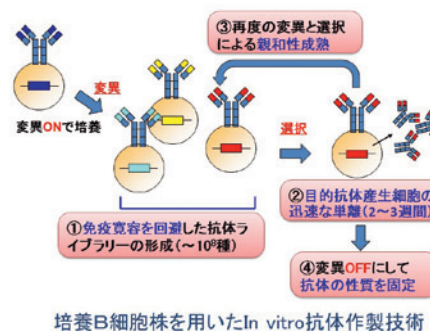 ③再度の変異と選択
による親和性成熟
変異
変異ONで培養
選択
①免疫寛容を回避した抗体ラ
イブラリーの形成(~10⁸種)
②目的抗体産生細胞の
迅速な単離(2~3週間)
④変異OFFにして
抗体の性質を固定
培養B細胞株を用いたIn vitro抗体作製技術